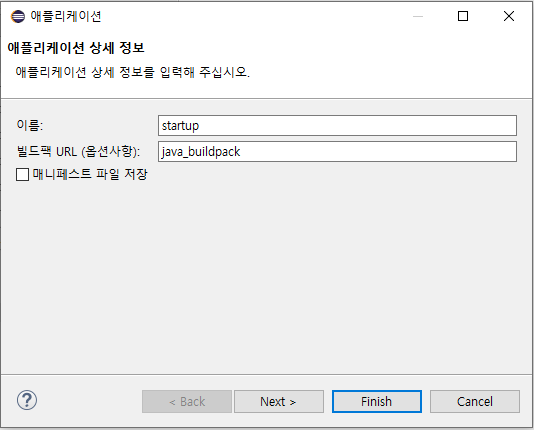 애플리케이션
애플리케이션 상세 정보
애플리케이션 상세 정보를 입력해 주십시오.
이름: startup
빌드팩 URL (옵션사항): java_buildpack
매니페스트 파일 저장
< Back Next > Finish Cancel